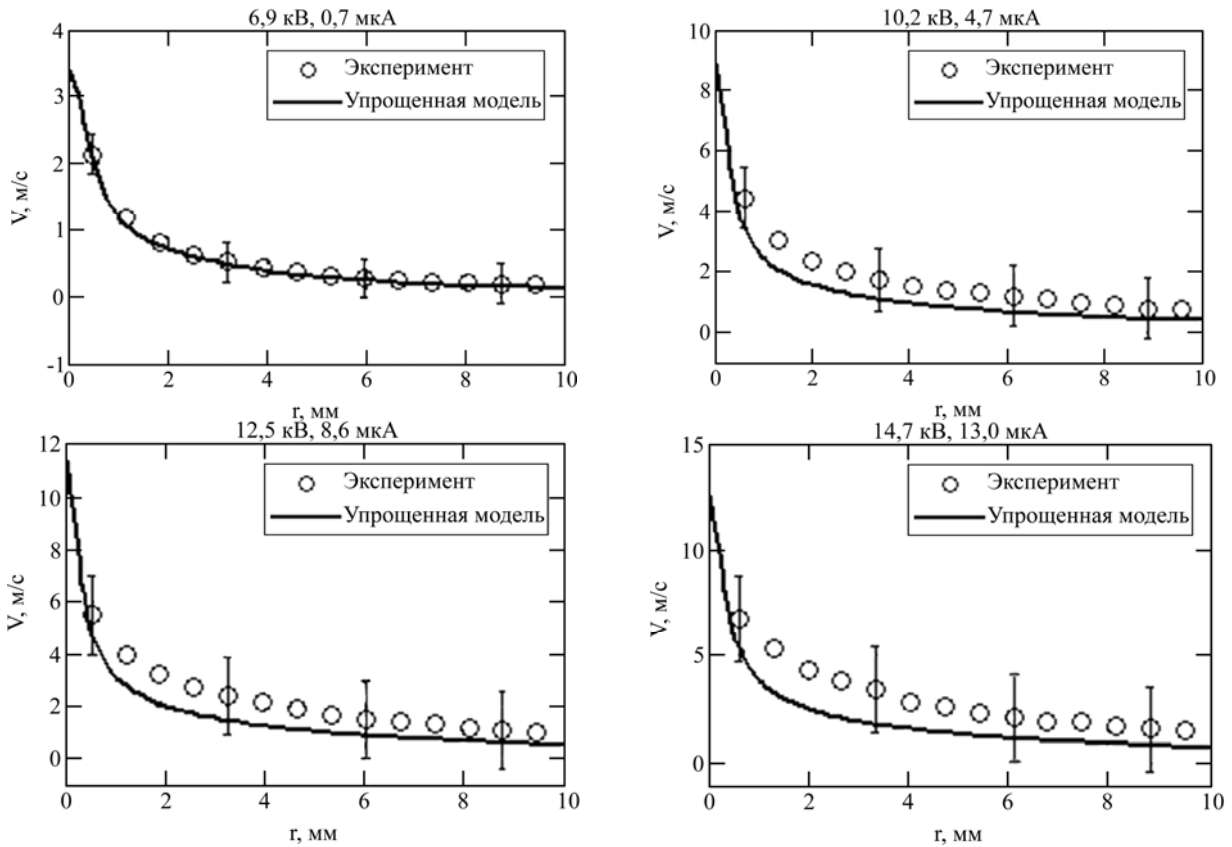 6,9 кВ, 0,7 мкА
4
3
2
1
0
-1
V, м/с
Эксперимент
Упрощенная модель
0 2 4 6 8 10
r, мм
10,2 кВ, 4,7 мкА
10
8
6
4
2
0
V, м/с
Эксперимент
Упрощенная модель
0 2 4 6 8 10
r, мм
12,5 кВ, 8,6 мкА
12
10
8
6
4
2
0
V, м/с
Эксперимент
Упрощенная модель
0 2 4 6 8 10
r, мм
14,7 кВ, 13,0 мкА
15
10
5
0
V, м/с
Эксперимент
Упрощенная модель
0 2 4 6 8 10
r, мм